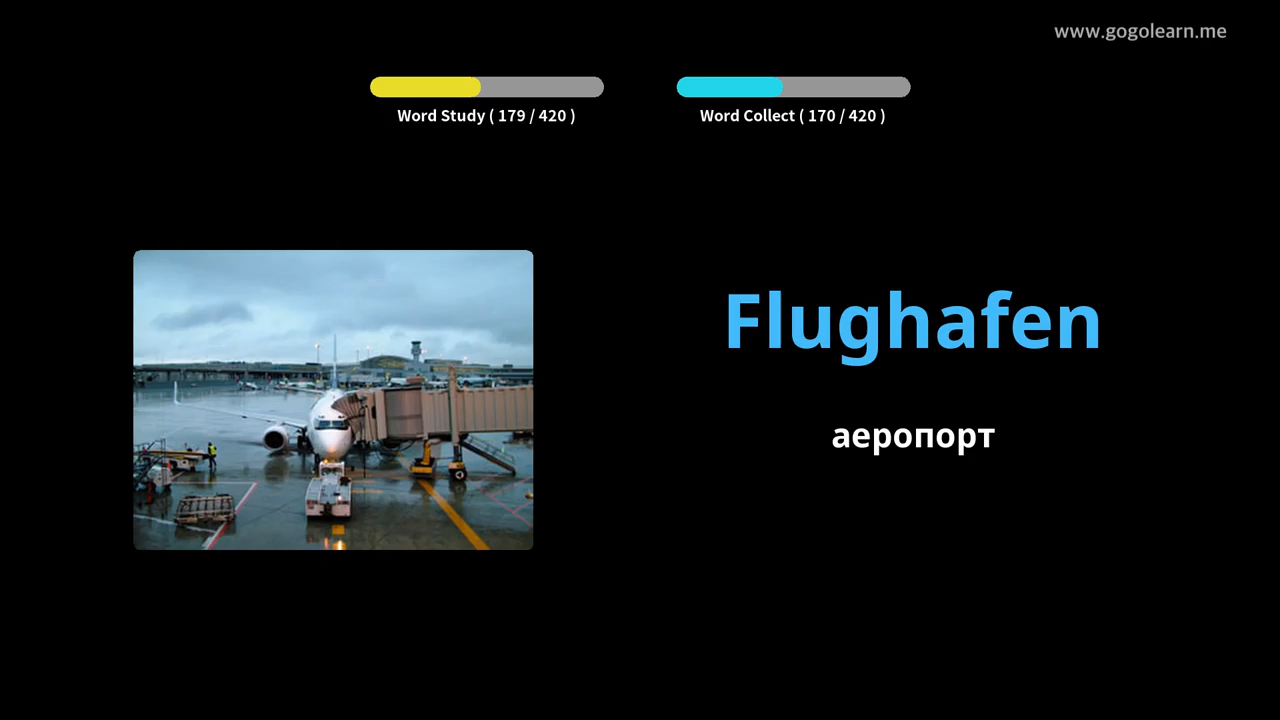 www.gogolearn.me
Word Study ( 179 / 420 )
Word Collect ( 170 / 420 )
Flughafen
аеропорт